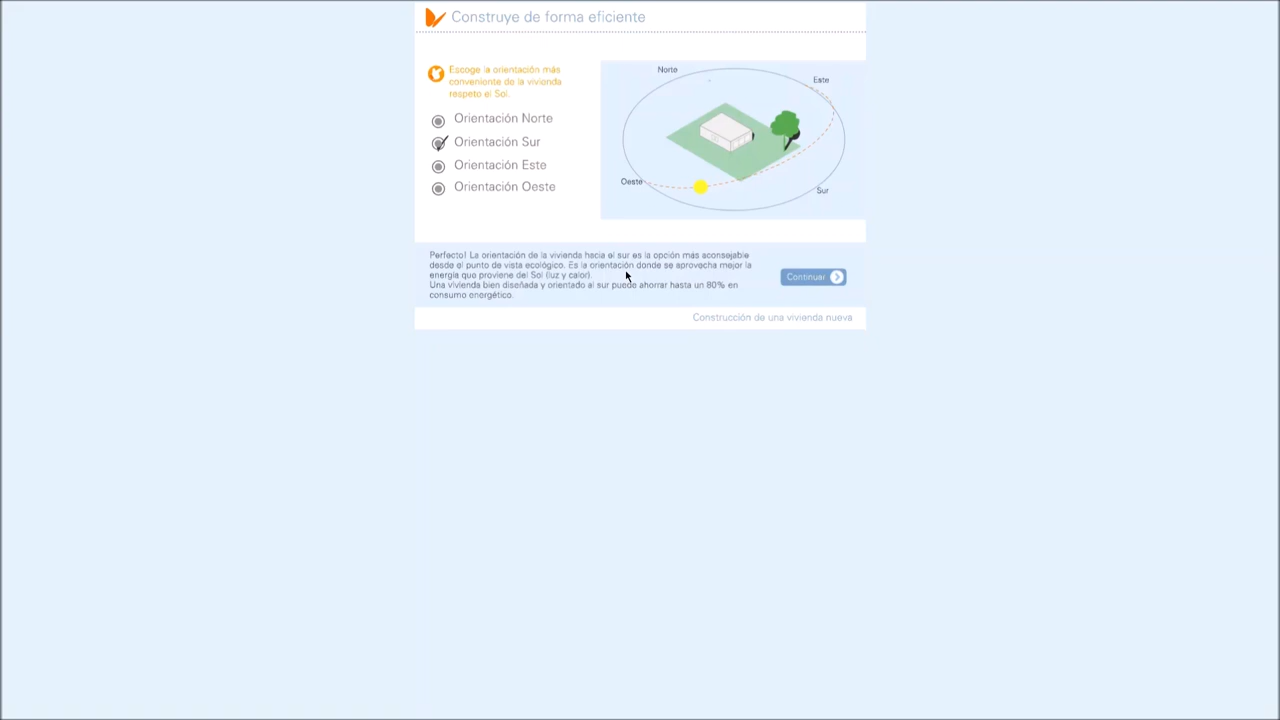 Construye de forma eficiente
Escoge la orientación más
conveniente de la vivienda
respeto el Sol.
Orientación Norte
Orientación Sur
Orientación Este
Orientación Oeste
Norte
Este
Oeste
Sur
Perfecto! La orientación de la vivienda hacia el sur es la opción más aconsejable
desde el punto de vista ecológico. Es la orientación donde se aprovecha mejor la
energía que proviene del Sol (luz y calor).
Una vivienda bien diseñada y orientado al sur puede ahorrar hasta un 80% en
consumo energético.
Continuar
Construcción de una vivienda nueva